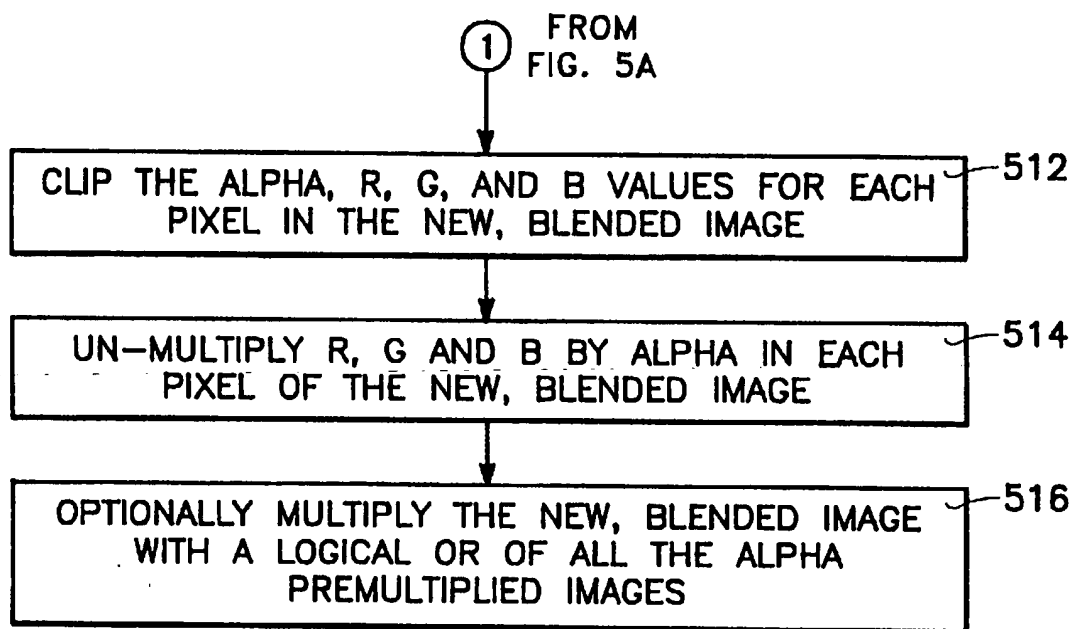 1
FROM
FIG. 5A
CLIP THE ALPHA, R, G, AND B VALUES FOR EACH
PIXEL IN THE NEW, BLENDED IMAGE
512
UN-MULTIPLY R, G AND B BY ALPHA IN EACH
PIXEL OF THE NEW, BLENDED IMAGE
514
OPTIONALLY MULTIPLY THE NEW, BLENDED IMAGE
WITH A LOGICAL OR OF ALL THE ALPHA
PREMULTIPLIED IMAGES
516